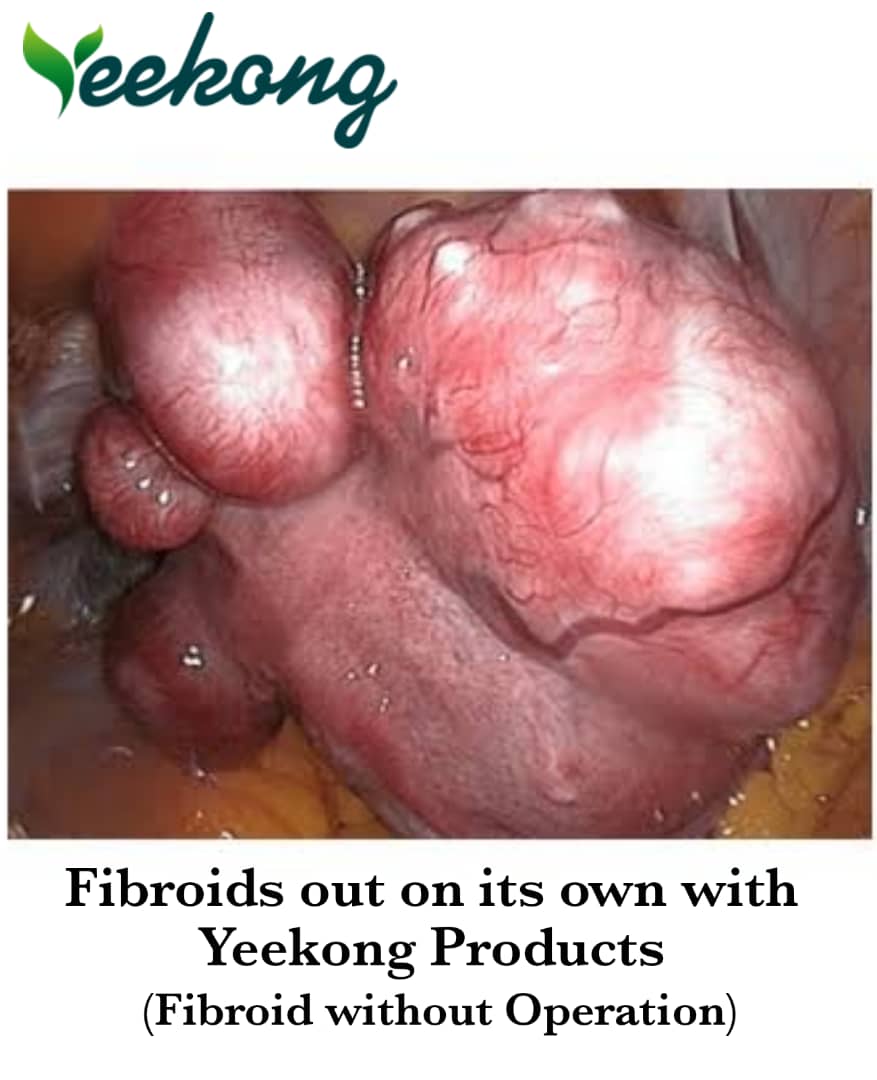 Yeekong
Fibroids out on its own with
Yeekong Products
(Fibroid without Operation)